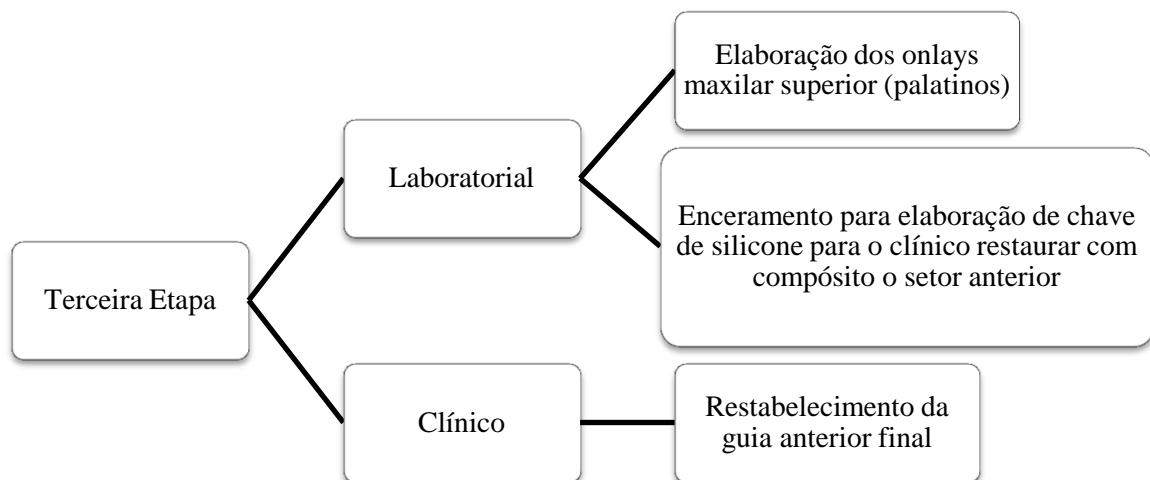 Elaboração dos onlays
maxilar superior (palatinos)
Laboratorial
Enceramento para elaboração de chave
de silicone para o clínico restaurar com
compósito o setor anterior
Terceira Etapa
Clínico
Restabelecimento da
guia anterior final